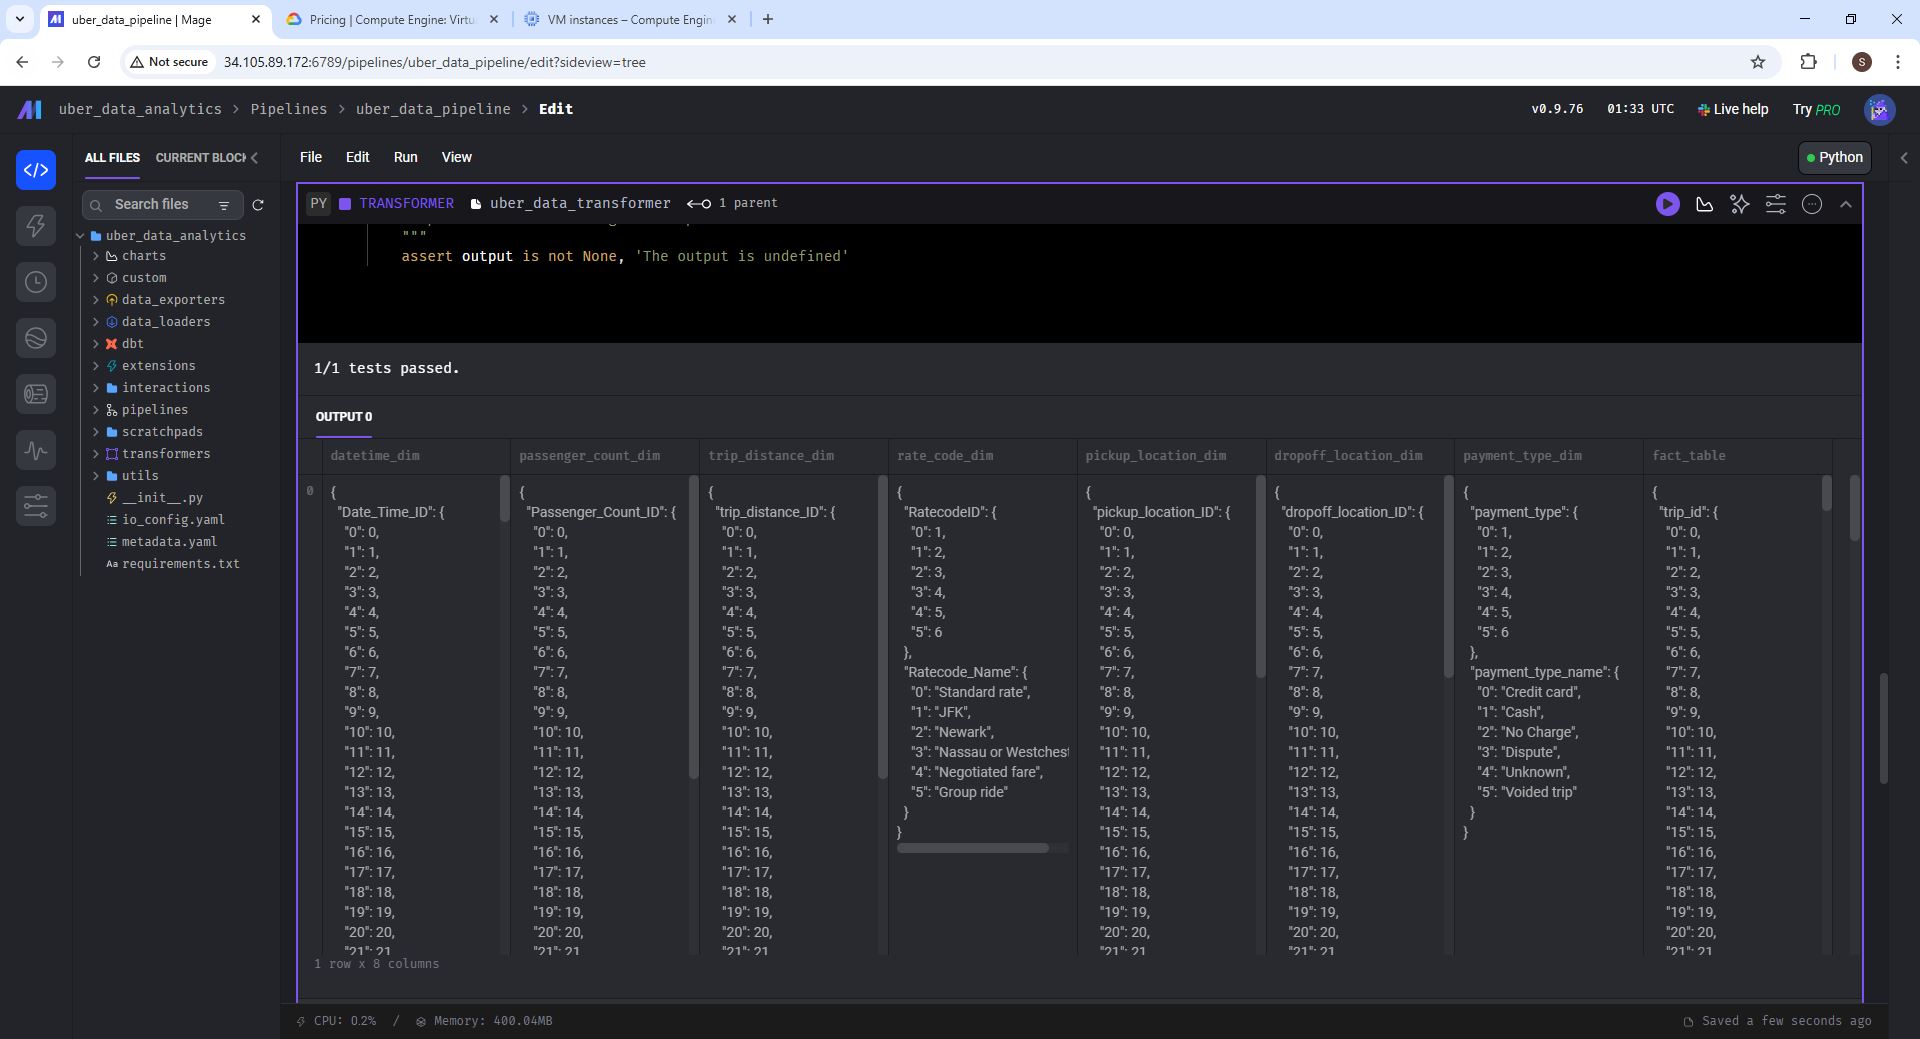 uber_data_pipeline | Mage
Pricing | Compute Engine: Virtu
VM instances – Compute Engin
Not secure
34.105.89.172:6789/pipelines/uber_data_pipeline/edit?sideview=tree
S
uber_data_analytics > Pipelines > uber_data_pipeline > Edit
v0.9.76
01:33 UTC
Live help
Try PRO
ALL FILES
CURRENT BLOCK
File
Edit
Run
View
Python
Search files
uber_data_analytics
charts
custom
data_exporters
data_loaders
dbt
extensions
interactions
pipelines
scratchpads
transformers
utils
__init__.py
io_config.yaml
metadata.yaml
Aa requirements.txt
PY TRANSFORMER uber_data_transformer 1 parent
"""
assert output is not None, 'The output is undefined'
1/1 tests passed.
OUTPUT 0
datetime_dim passenger_count_dim trip_distance_dim rate_code_dim pickup_location_dim dropoff_location_dim payment_type_dim fact_table
0 { { { { { { { {
"Date_Time_ID": { "Passenger_Count_ID": { "trip_distance_ID": { "RatecodeID": { "pickup_location_ID": { "dropoff_location_ID": { "payment_type": { "trip_id": {
"0": 0, "0": 0, "0": 0, "0": 1, "0": 0, "0": 0, "0": 1, "0": 0,
"1": 1, "1": 1, "1": 1, "1": 2, "1": 1, "1": 1, "1": 2, "1": 1,
"2": 2, "2": 2, "2": 2, "2": 3, "2": 2, "2": 2, "2": 3, "2": 2,
"3": 3, "3": 3, "3": 3, "3": 4, "3": 3, "3": 3, "3": 4, "3": 3,
"4": 4, "4": 4, "4": 4, "4": 5, "4": 4, "4": 4, "4": 5, "4": 4,
"5": 5, "5": 5, "5": 5, "5": 6 "5": 5, "5": 5, "5": 6 "5": 5,
"6": 6, "6": 6, "6": 6, }, "6": 6, "6": 6, }, "6": 6,
"7": 7, "7": 7, "7": 7, "Ratecode_Name": { "7": 7, "7": 7, "payment_type_name": { "7": 7,
"8": 8, "8": 8, "8": 8, "0": "Standard rate", "8": 8, "8": 8, "0": "Credit card", "8": 8,
"9": 9, "9": 9, "9": 9, "1": "JFK", "9": 9, "9": 9, "1": "Cash", "9": 9,
"10": 10, "10": 10, "10": 10, "2": "Newark", "10": 10, "10": 10, "2": "No Charge", "10": 10,
"11": 11, "11": 11, "11": 11, "3": "Nassau or Westchest "11": 11, "11": 11, "3": "Dispute", "11": 11,
"12": 12, "12": 12, "12": 12, "4": "Negotiated fare", "12": 12, "12": 12, "4": "Unknown", "12": 12,
"13": 13, "13": 13, "13": 13, "5": "Group ride" "13": 13, "13": 13, "5": "Voided trip" "13": 13,
"14": 14, "14": 14, "14": 14, } "14": 14, "14": 14, } "14": 14,
"15": 15, "15": 15, "15": 15, } "15": 15, "15": 15, } "15": 15,
"16": 16, "16": 16, "16": 16, "16": 16, "16": 16, "16": 16,
"17": 17, "17": 17, "17": 17, "17": 17, "17": 17, "17": 17,
"18": 18, "18": 18, "18": 18, "18": 18, "18": 18, "18": 18,
"19": 19, "19": 19, "19": 19, "19": 19, "19": 19, "19": 19,
"20": 20, "20": 20, "20": 20, "20": 20, "20": 20, "20": 20,
"21": 21 "21": 21 "21": 21 "21": 21 "21": 21 "21": 21
1 row x 8 columns
CPU: 0.2% / Memory: 400.04MB
Saved a few seconds ago